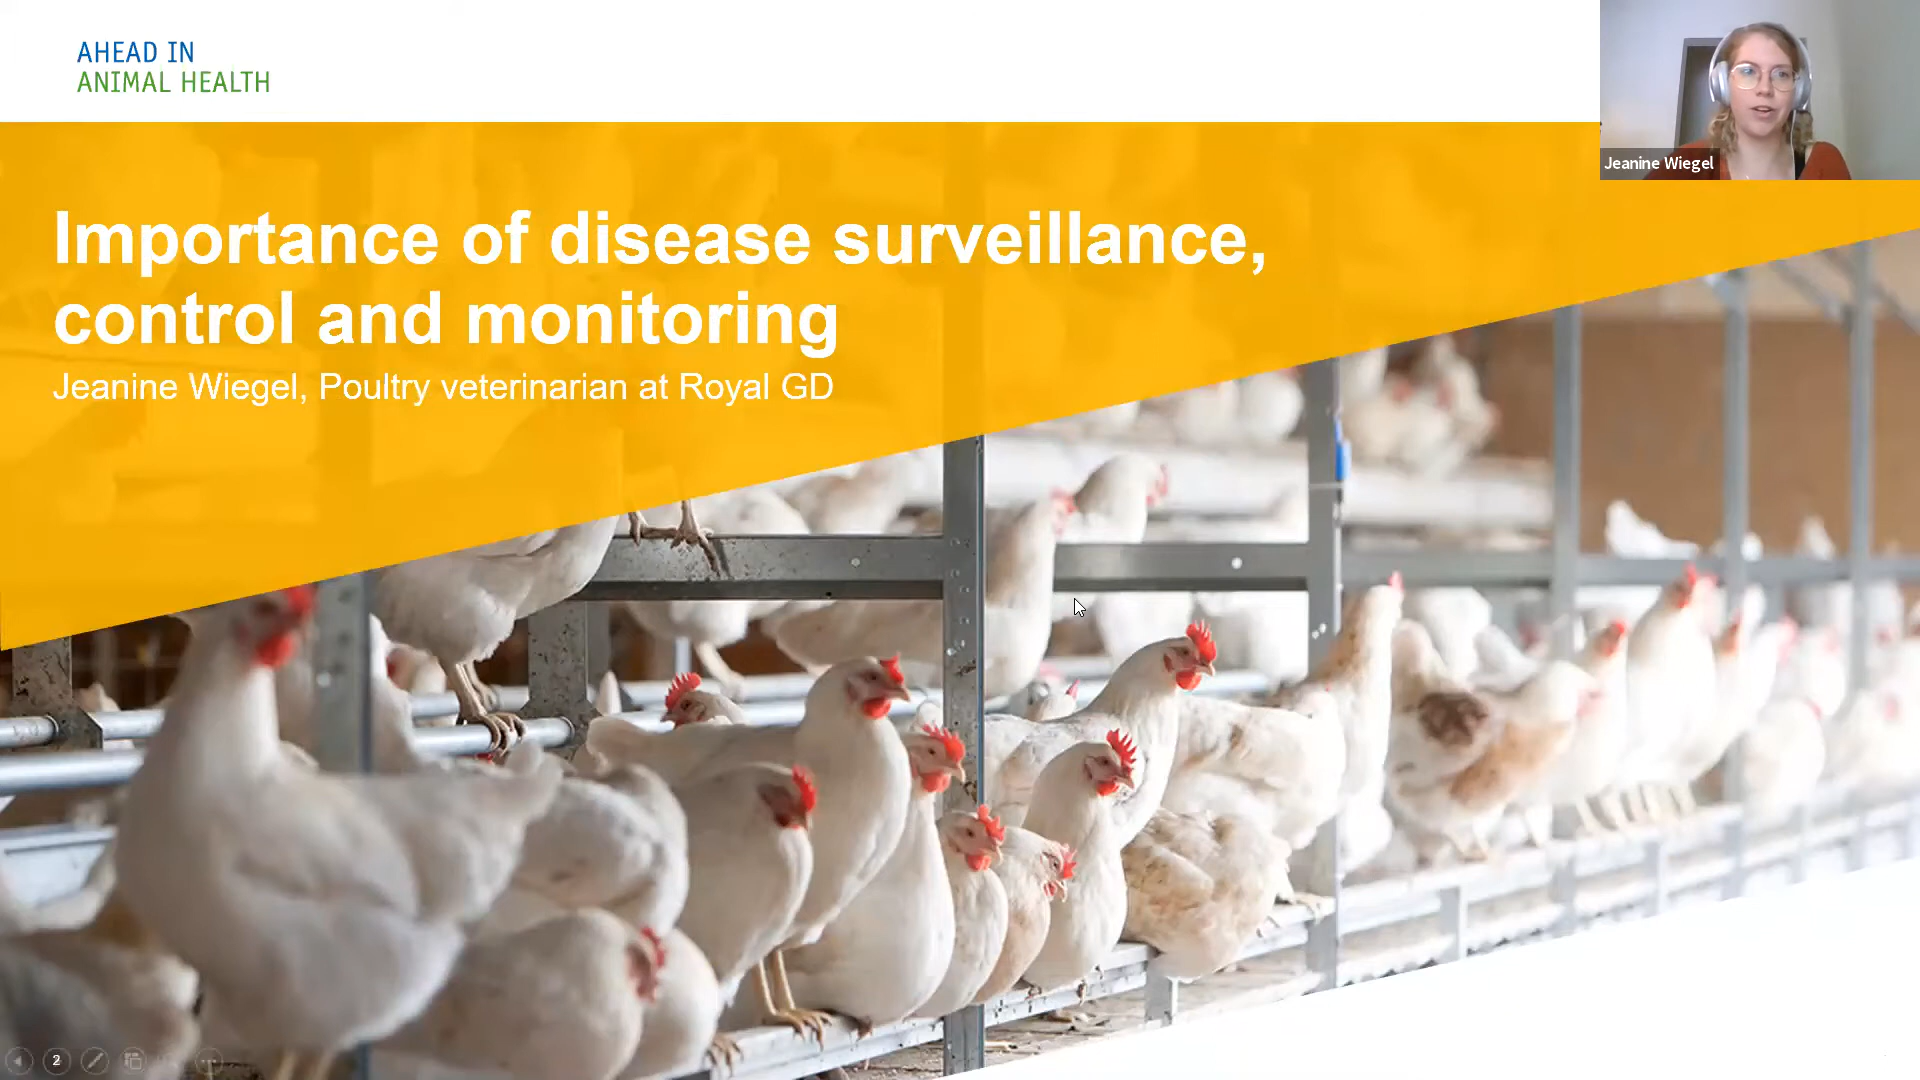 AHEAD IN
ANIMAL HEALTH
Jeanine Wiegel
Importance of disease surveillance,
control and monitoring
Jeanine Wiegel, Poultry veterinarian at Royal GD
2